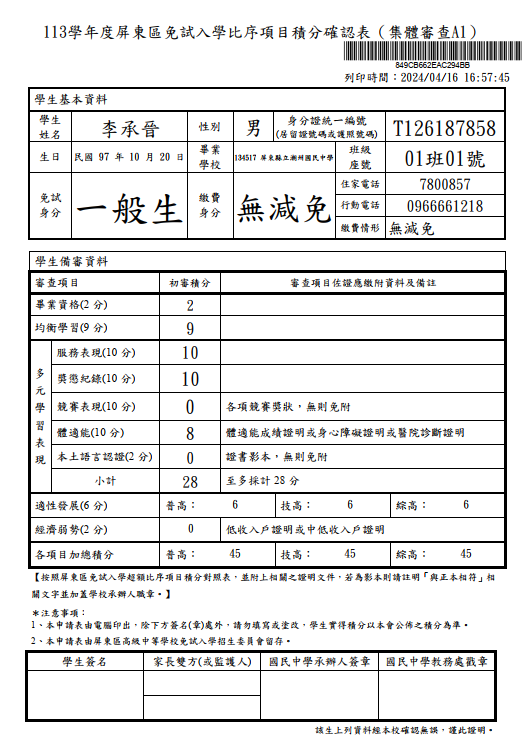 113學年度屏東區免試入學比序項目積分確認表（集體審查A1）
849CB662EAC294BB
列印時間：2024/04/16 16:57:45
學生基本資料
學生姓名 李承晉 性別 男 身分證統一編號(居留證號碼或護照號碼) T126187858
生日 民國 97 年 10 月 20 日 畢業學校 134517 屏東縣立潮州國民中學 班級座號 01班01號
免試身分 一般生 繳費身分 無減免 住家電話 7800857
行動電話 0966661218
繳費情形 無減免
學生備審資料
審查項目 初審積分 審查項目佐證應繳附資料及備註
畢業資格(2 分) 2
均衡學習(9 分) 9
多元學習表現
服務表現(10 分) 10
獎懲紀錄(10 分) 10
競賽表現(10 分) 0 各項競賽獎狀，無則免附
體適能(10 分) 8 體適能成績證明或身心障礙證明或醫院診斷證明
本土語言認證(2 分) 0 證書影本，無則免附
小計 28 至多採計 28 分
適性發展(6 分) 普高： 6 技高： 6 綜高： 6
經濟弱勢(2 分) 0 低收入戶證明或中低收入戶證明
各項目加總積分 普高： 45 技高： 45 綜高： 45
【按照屏東區免試入學超額比序項目積分對照表，並附上相關之證明文件，若為影本則請註明「與正本相符」相
關文字並加蓋學校承辦人職章。】
＊注意事項：
1、本申請表由電腦印出，除下方簽名(章)處外，請勿填寫或塗改，學生實得積分以本會公佈之積分為準。
2、本申請表由屏東區高級中等學校免試入學招生委員會留存。
學生簽名 家長雙方(或監護人) 國民中學承辦人簽章 國民中學教務處戳章
該生上列資料經本校確認無誤，謹此證明。